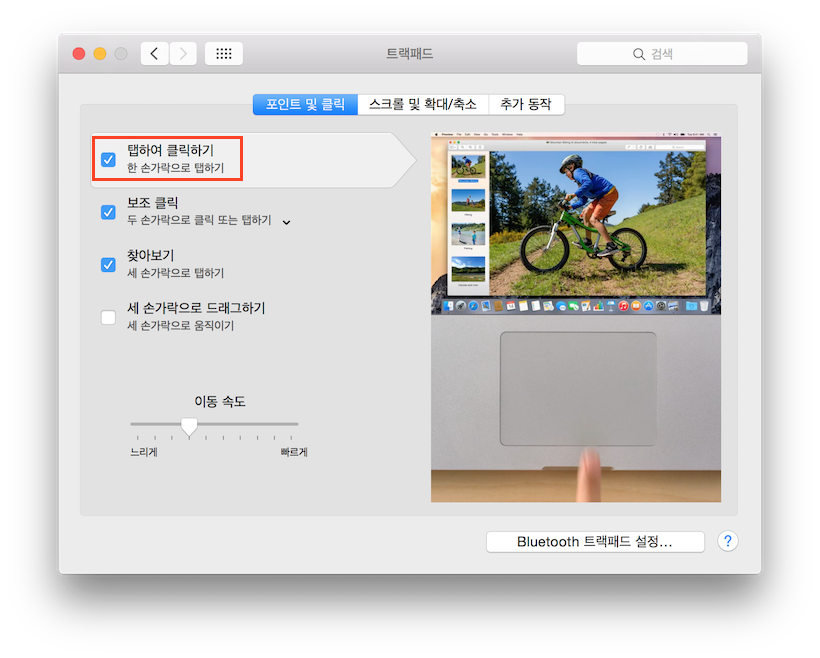 트랙패드
검색
포인트 및 클릭
스크롤 및 확대/축소
추가 동작
탭하여 클릭하기
한 손가락으로 탭하기
보조 클릭
두 손가락으로 클릭 또는 탭하기
찾아보기
세 손가락으로 탭하기
세 손가락으로 드래그하기
세 손가락으로 움직이기
이동 속도
느리게
빠르게
Bluetooth 트랙패드 설정...
?